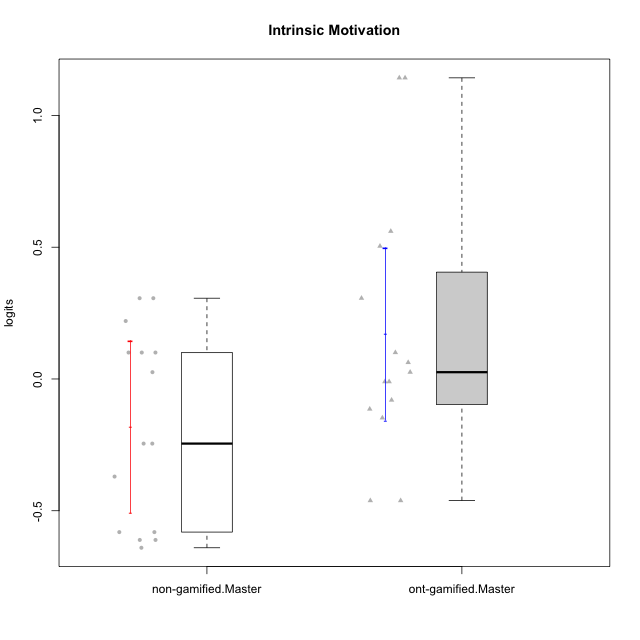 Intrinsic Motivation
logits
1.0
0.5
0.0
-0.5
non-gamified.Master
ont-gamified.Master